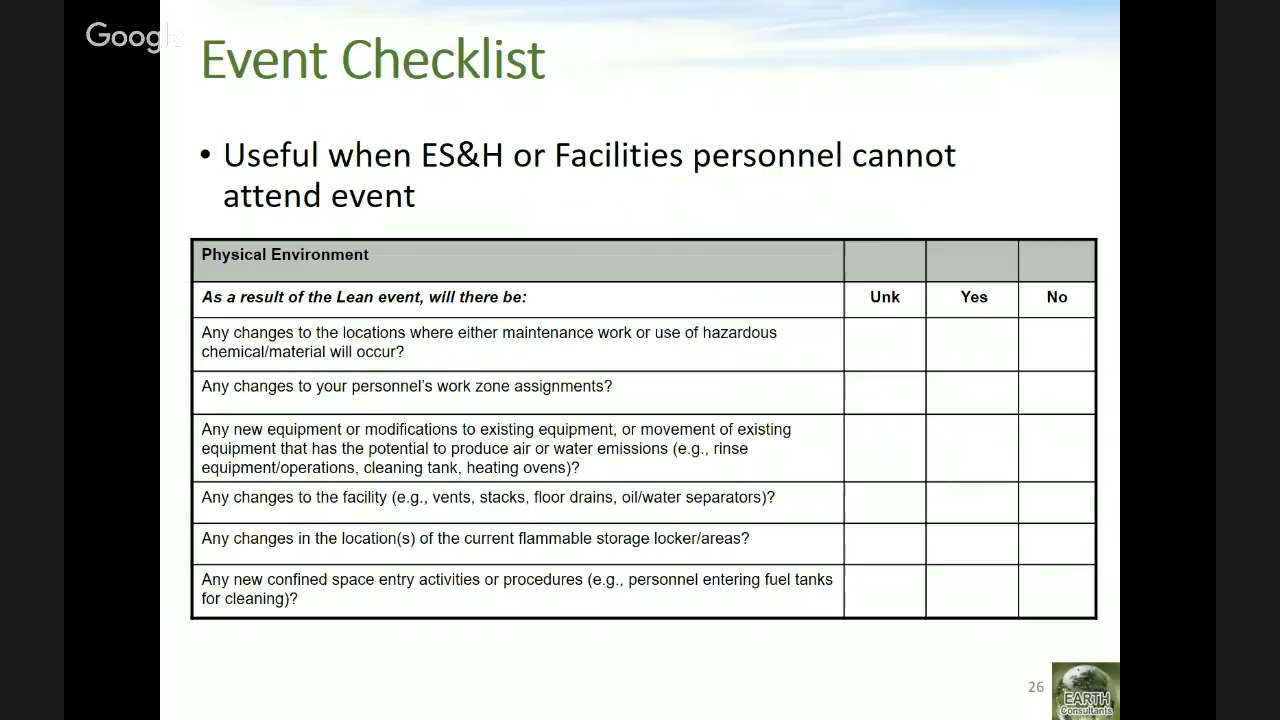 Google
Event Checklist
• Useful when ES&H or Facilities personnel cannot
attend event
Physical Environment
As a result of the Lean event, will there be:
Unk
Yes
No
Any changes to the locations where either maintenance work or use of hazardous
chemical/material will occur?
Any changes to your personnel's work zone assignments?
Any new equipment or modifications to existing equipment, or movement of existing
equipment that has the potential to produce air or water emissions (e.g., rinse
equipment/operations, cleaning tank, heating ovens)?
Any changes to the facility (e.g., vents, stacks, floor drains, oil/water separators)?
Any changes in the location(s) of the current flammable storage locker/areas?
Any new confined space entry activities or procedures (e.g., personnel entering fuel tanks
for cleaning)?
26
EARTH
Consultants